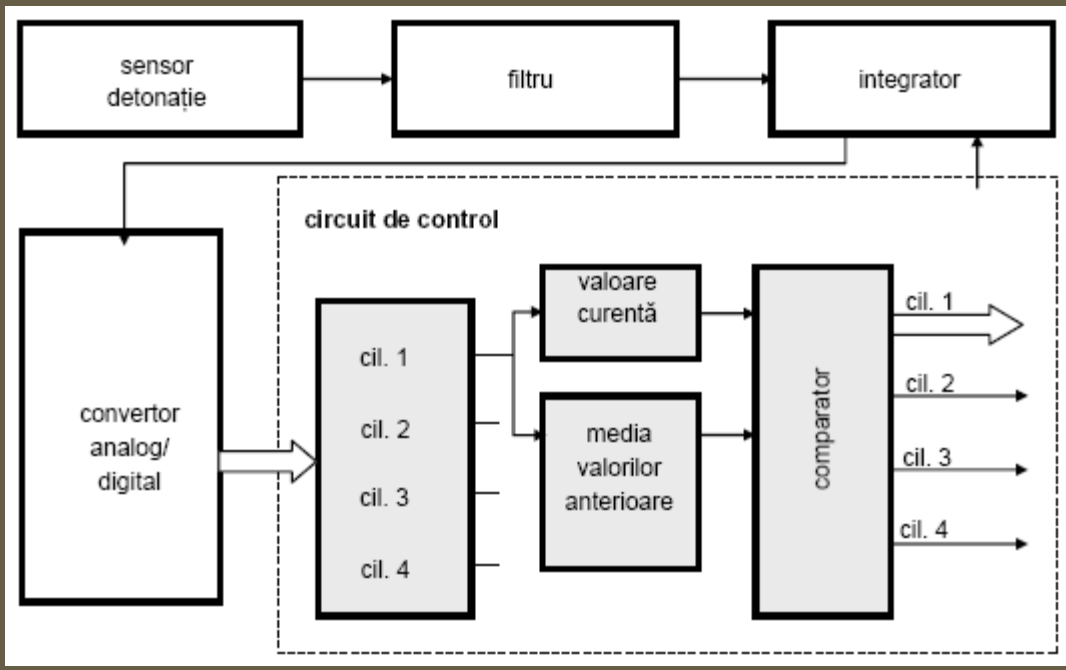 sensor
detonație
filtru
integrator
circuit de control
convertor
analog/
digital
cil. 1
cil. 2
cil. 3
cil. 4
valoare
curentă
media
valorilor
anterioare
comparator
cil. 1
cil. 2
cil. 3
cil. 4